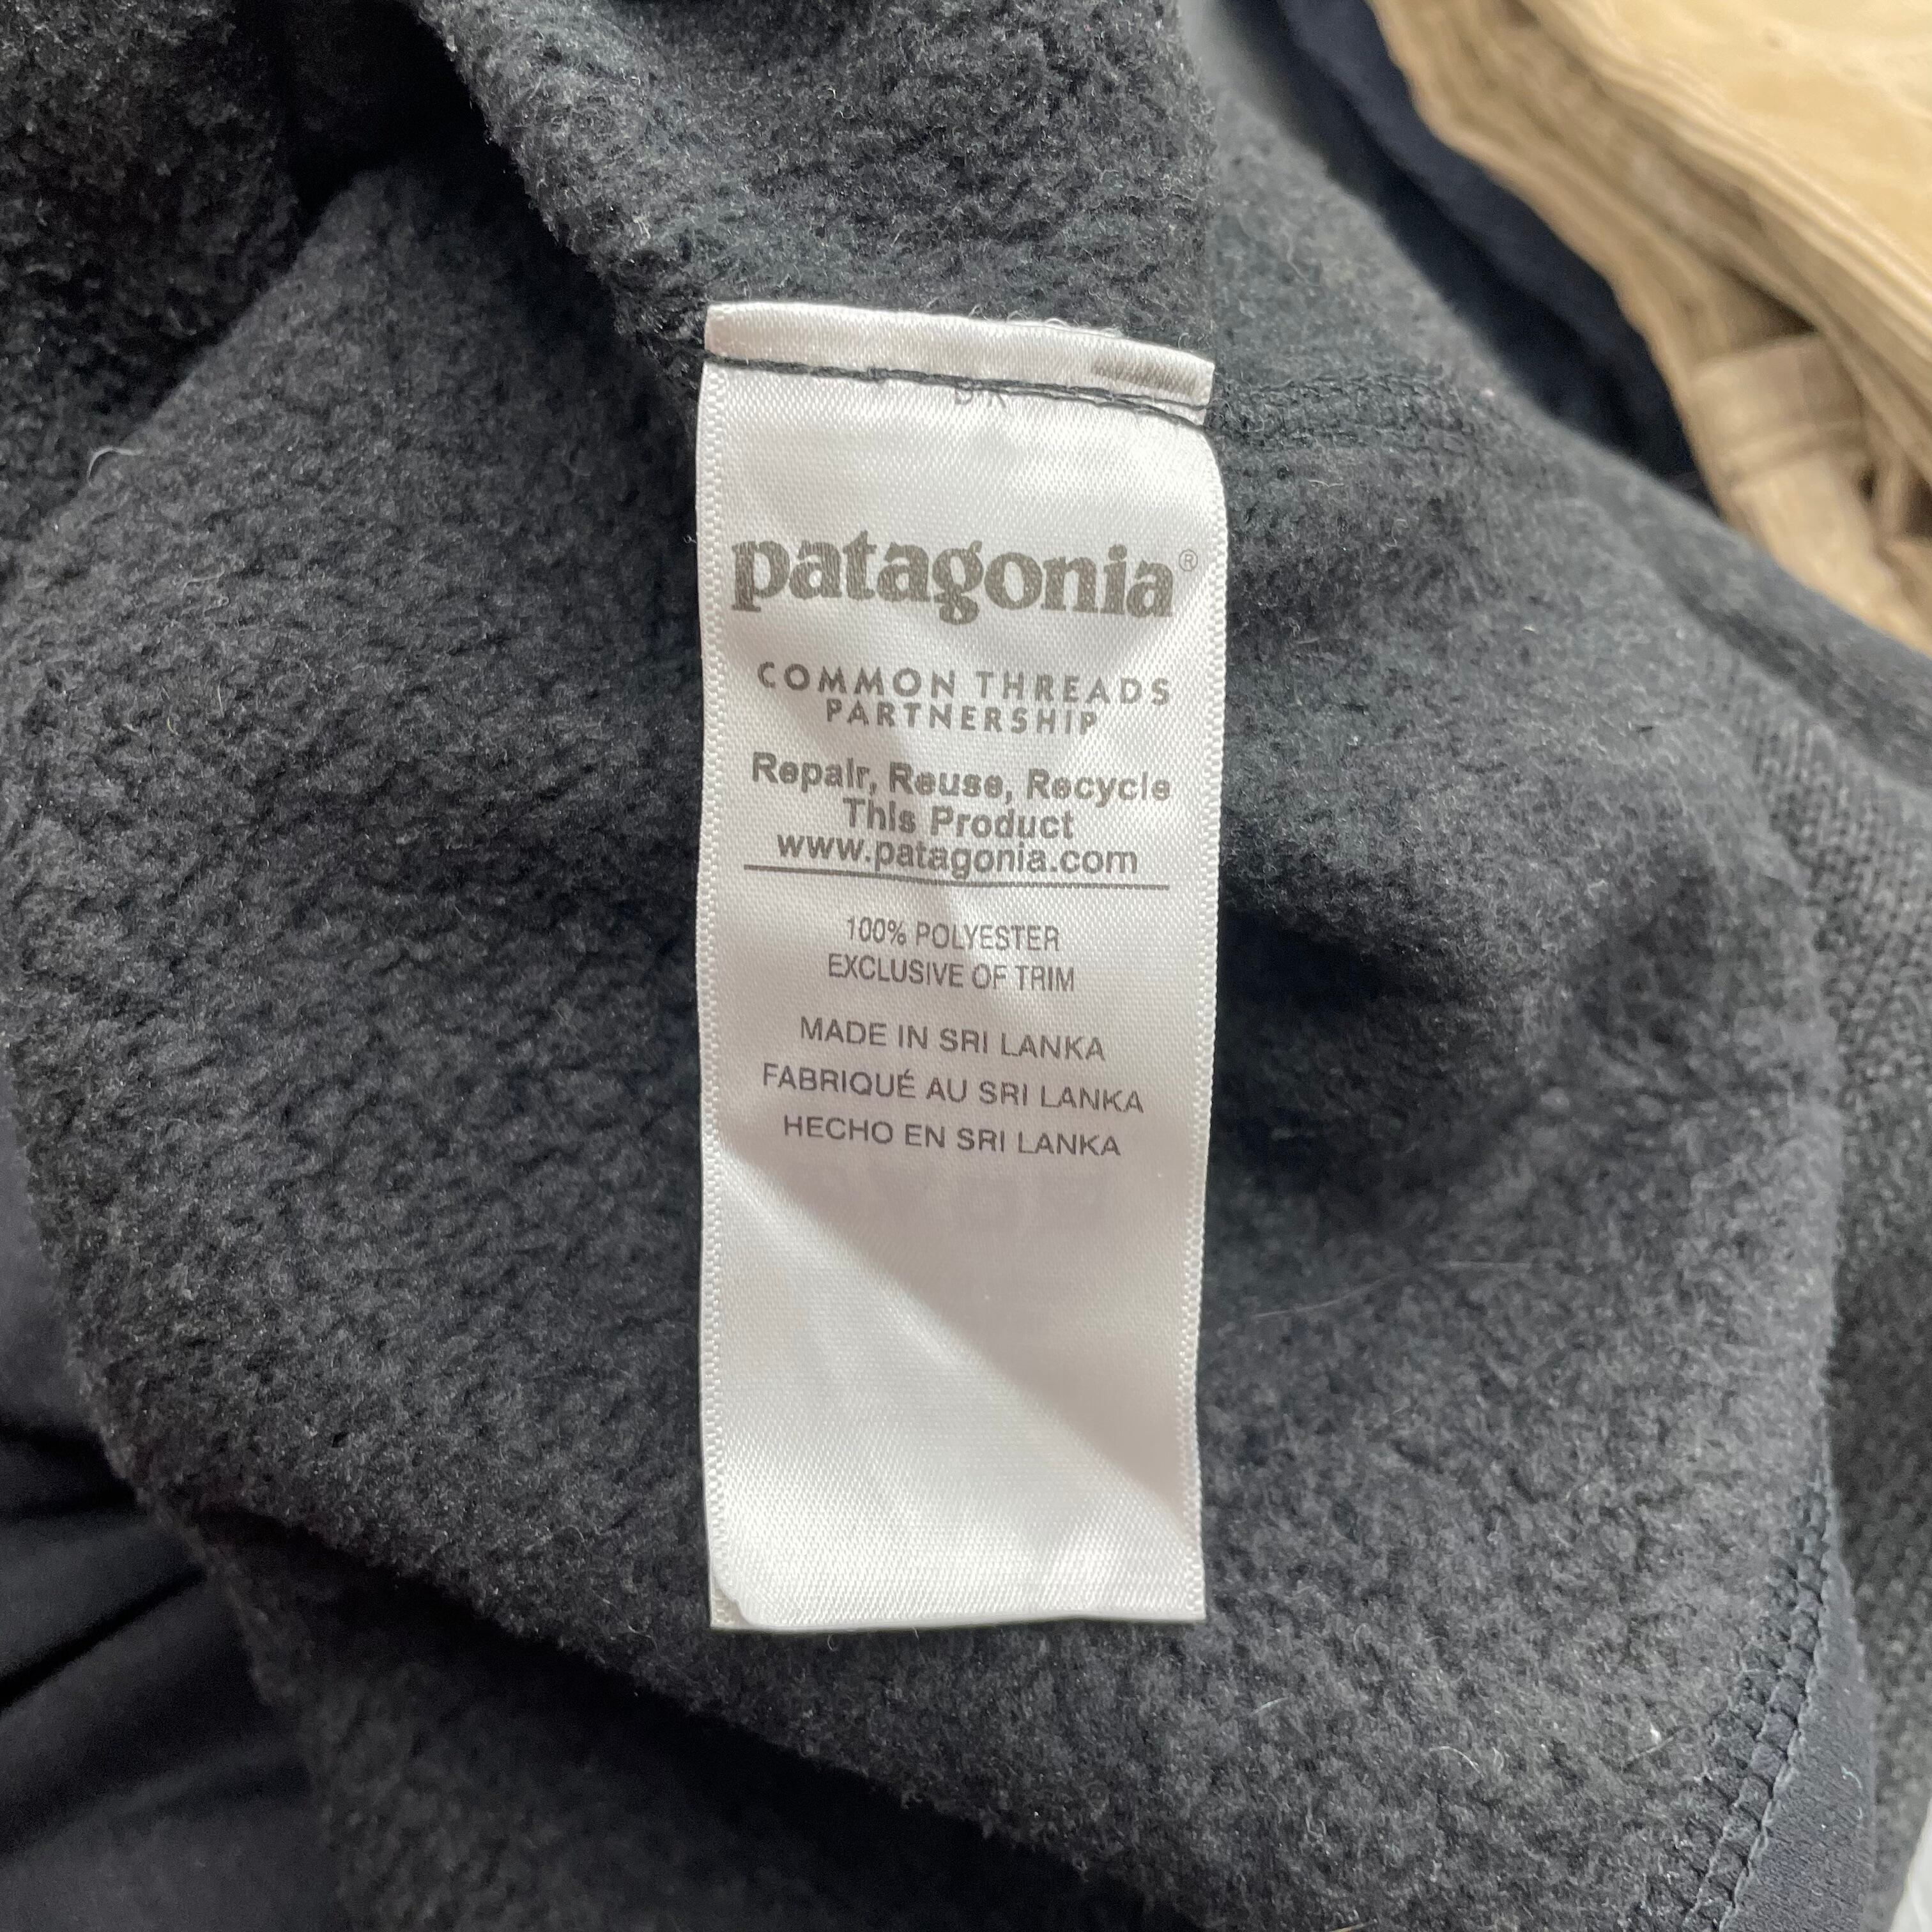 patagonia®
COMMON THREADS
PARTNERSHIP
Repair, Reuse, Recycle
This Product
www.patagonia.com
100% POLYESTER
EXCLUSIVE OF TRIM
MADE IN SRI LANKA
FABRIQUÉ AU SRI LANKA
HECHO EN SRI LANKA